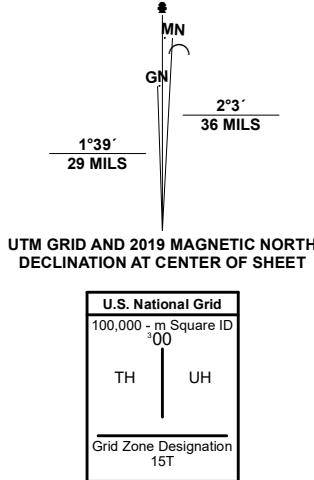 MN
GN
2°3´
36 MILS
1°39´
29 MILS
UTM GRID AND 2019 MAGNETIC NORTH
DECLINATION AT CENTER OF SHEET
U.S. National Grid
100,000 - m Square ID
³00
TH UH
Grid Zone Designation
15T